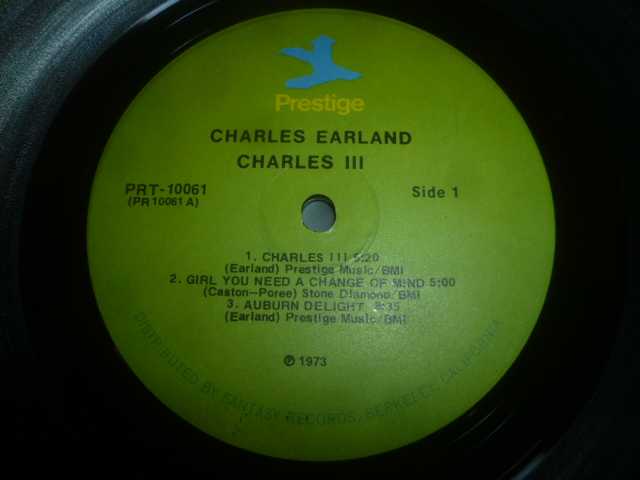 Prestige
CHARLES EARLAND
CHARLES III
PRT-10061
(PR 10061 A)
Side 1
1. CHARLES III 5:20
(Earland) Prestige Music/BMI
2. GIRL YOU NEED A CHANGE OF MIND 5:00
(Caston—Poree) Stone Diamond/BMI
3. AUBURN DELIGHT 8:35
(Earland) Prestige Music/BMI
℗ 1973
DISTRIBUTED BY FANTASY RECORDS, BERKELEY, CALIFORNIA